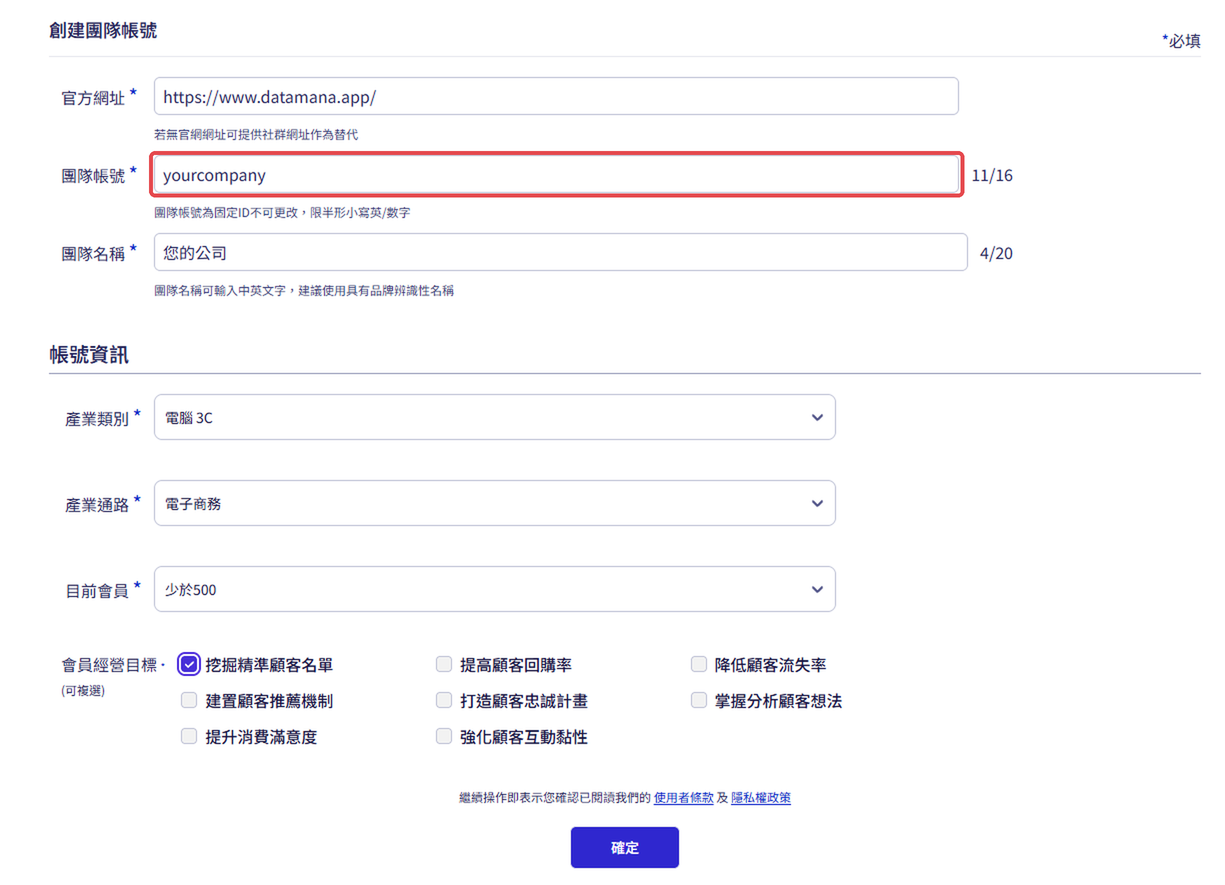 創建團隊帳號
*必填
官方網址 *
https://www.datamana.app/
若無官網網址可提供社群網址作為替代
團隊帳號 *
yourcompany
11/16
團隊帳號為固定ID不可更改，限半形小寫英/數字
團隊名稱 *
您的公司
4/20
團隊名稱可輸入中英文字，建議使用具有品牌辨識性名稱
帳號資訊
產業類別 *
電腦 3C
產業通路 *
電子商務
目前會員 *
少於500
會員經營目標・
(可複選)
挖掘精準顧客名單
提高顧客回購率
降低顧客流失率
建置顧客推薦機制
打造顧客忠誠計畫
掌握分析顧客想法
提升消費滿意度
強化顧客互動黏性
繼續操作即表示您確認已閱讀我們的 使用者條款 及 隱私權政策
確定